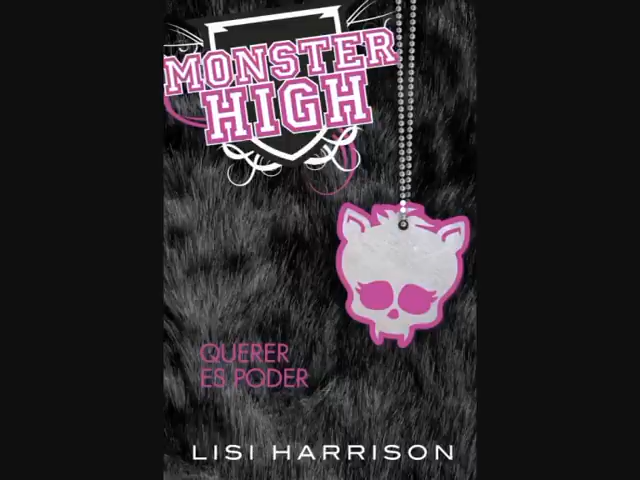 MONSTER
HIGH
QUERER
ES PODER
LISI HARRISON